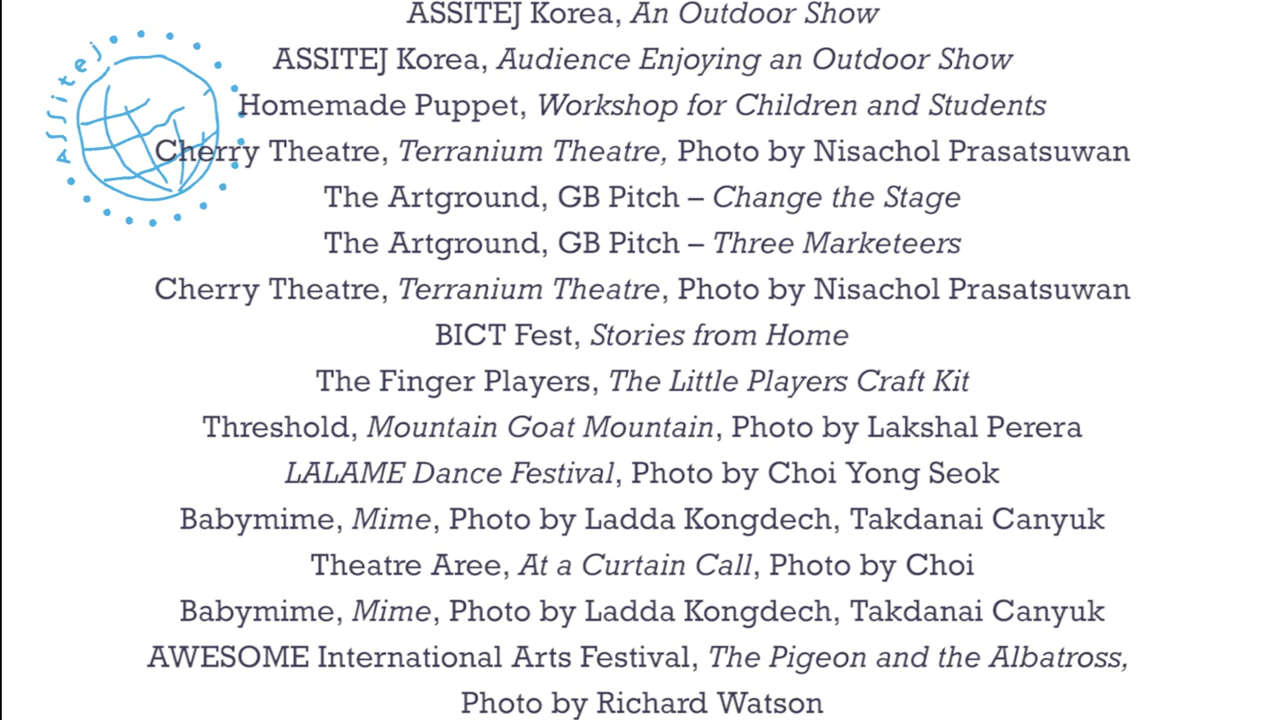 ASSITEJ Korea, An Outdoor Show
ASSITEJ Korea, Audience Enjoying an Outdoor Show
assitej
Homemade Puppet, Workshop for Children and Students
Cherry Theatre, Terranium Theatre, Photo by Nisachol Prasatsuwan
The Artground, GB Pitch – Change the Stage
The Artground, GB Pitch – Three Marketeers
Cherry Theatre, Terranium Theatre, Photo by Nisachol Prasatsuwan
BICT Fest, Stories from Home
The Finger Players, The Little Players Craft Kit
Threshold, Mountain Goat Mountain, Photo by Lakshal Perera
LALAME Dance Festival, Photo by Choi Yong Seok
Babymime, Mime, Photo by Ladda Kongdech, Takdanai Canyuk
Theatre Aree, At a Curtain Call, Photo by Choi
Babymime, Mime, Photo by Ladda Kongdech, Takdanai Canyuk
AWESOME International Arts Festival, The Pigeon and the Albatross,
Photo by Richard Watson